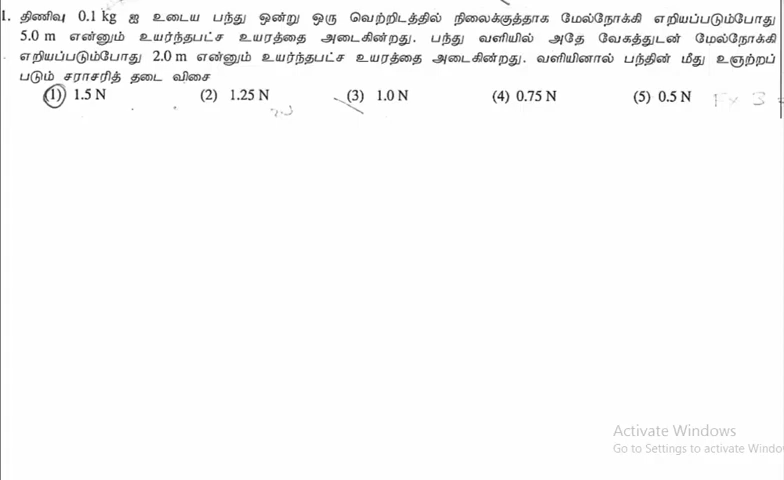 1. திணிவு 0.1 kg ஐ உடைய பந்து ஒன்று ஒரு வெற்றிடத்தில் நிலைக்குத்தாக மேல்நோக்கி எறியப்படும்போது
5.0 m என்னும் உயர்ந்தபட்ச உயரத்தை அடைகின்றது. பந்து வளியில் அதே வேகத்துடன் மேல்நோக்கி
எறியப்படும்போது 2.0 m என்னும் உயர்ந்தபட்ச உயரத்தை அடைகின்றது. வளியினால் பந்தின் மீது உஞற்றப்
படும் சராசரித் தடை விசை
(1) 1.5 N (2) 1.25 N (3) 1.0 N (4) 0.75 N (5) 0.5 N
Activate Windows
Go to Settings to activate Windo